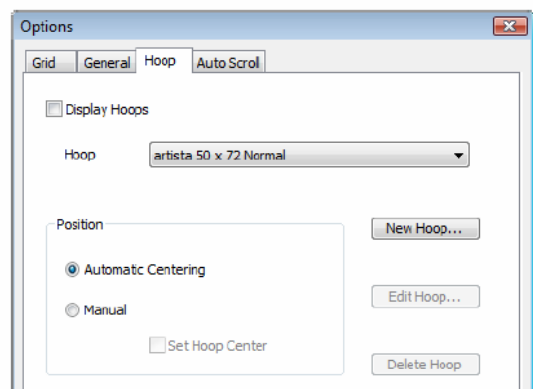 Options
Grid General Hoop Auto Scrol
Display Hoops
Hoop artista 50 x 72 Normal
Position
New Hoop...
Automatic Centering
Edit Hoop...
Manual
Set Hoop Center
Delete Hoop